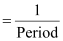 = 1
Period